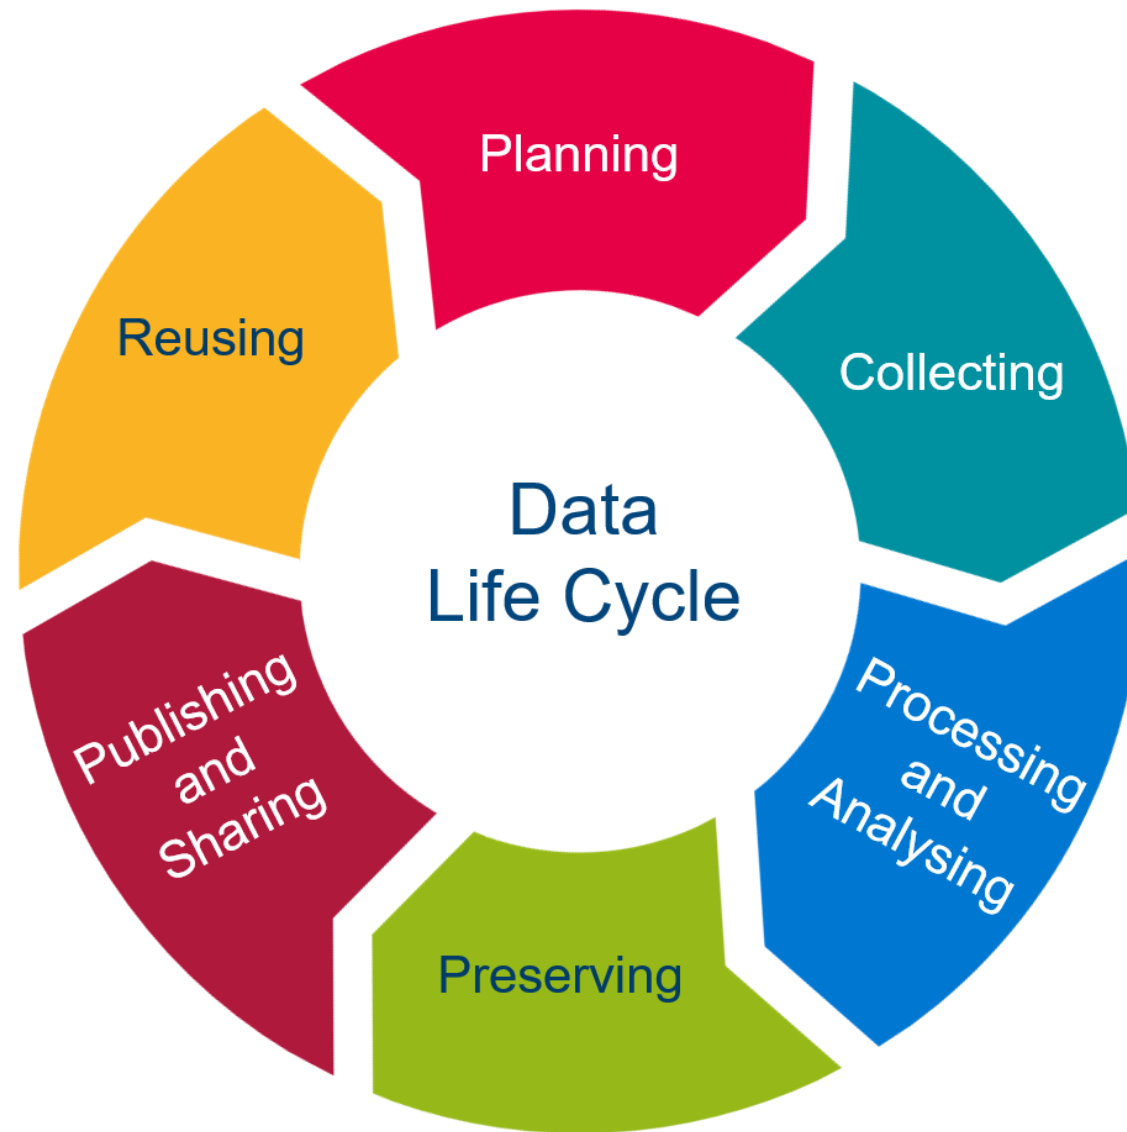 Planning
Collecting
Processing
and
Analysing
Preserving
Publishing
and
Sharing
Reusing
Data
Life Cycle